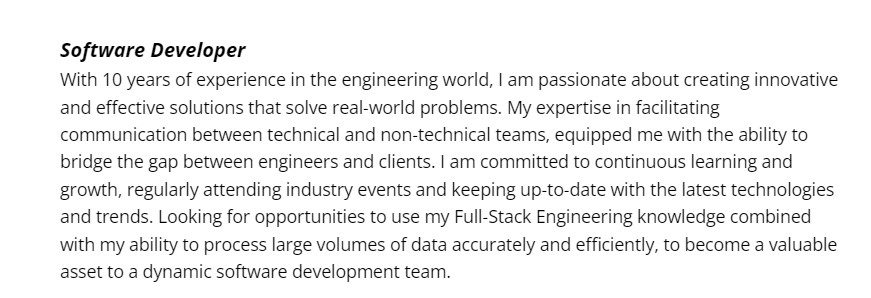 Software Developer
With 10 years of experience in the engineering world, I am passionate about creating innovative
and effective solutions that solve real-world problems. My expertise in facilitating
communication between technical and non-technical teams, equipped me with the ability to
bridge the gap between engineers and clients. I am committed to continuous learning and
growth, regularly attending industry events and keeping up-to-date with the latest technologies
and trends. Looking for opportunities to use my Full-Stack Engineering knowledge combined
with my ability to process large volumes of data accurately and efficiently, to become a valuable
asset to a dynamic software development team.